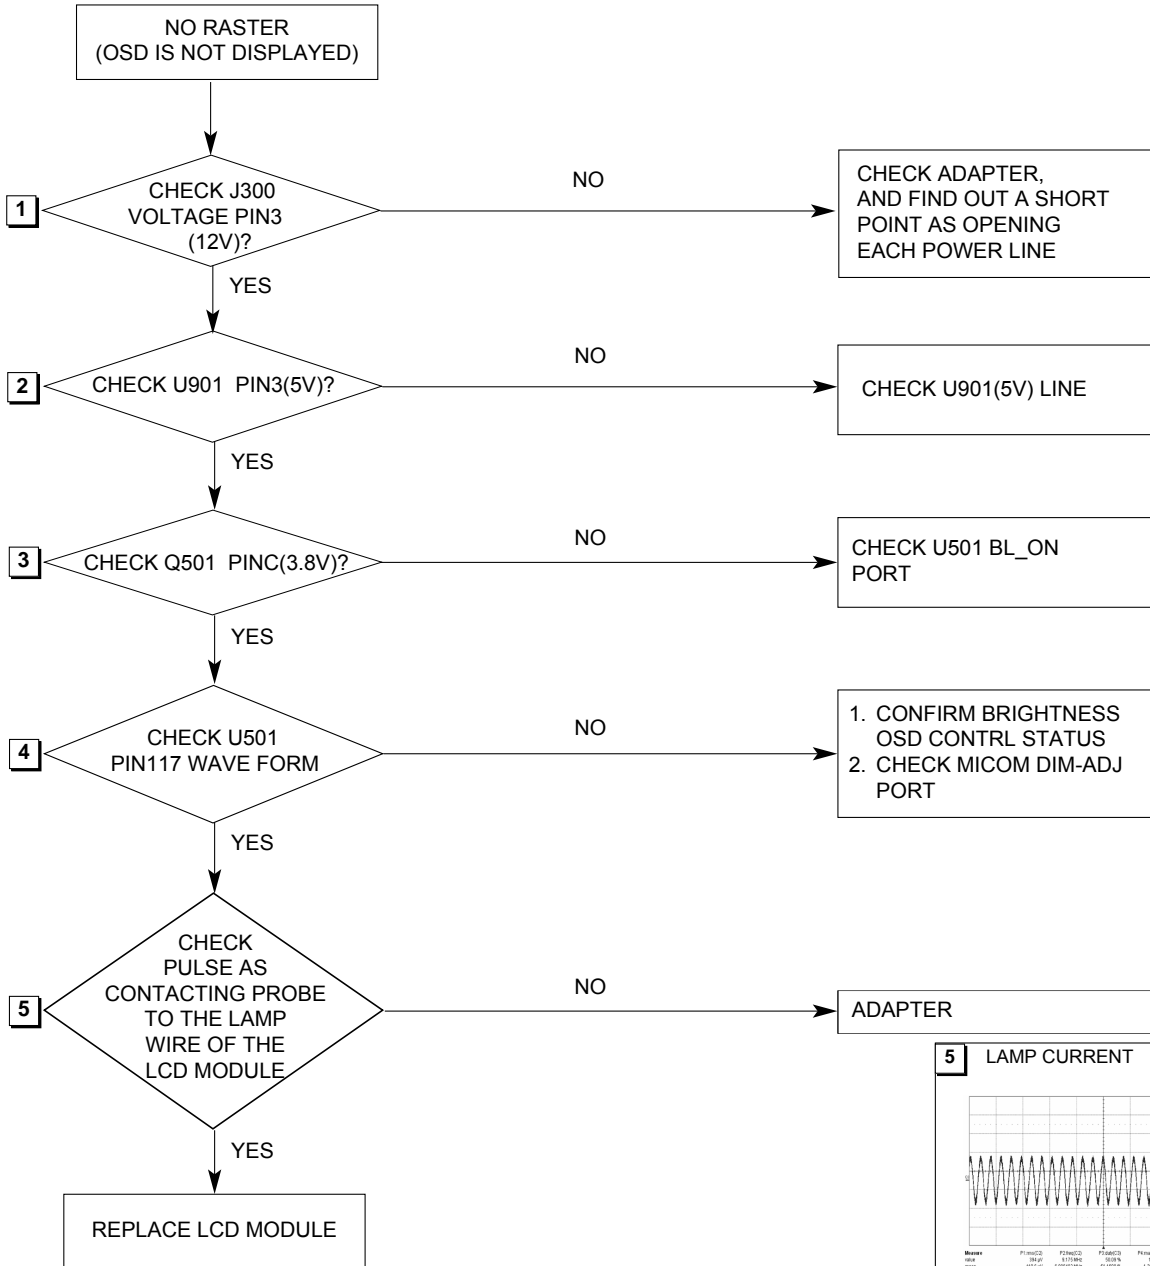 NO RASTER
(OSD IS NOT DISPLAYED)
1
CHECK J300
VOLTAGE PIN3
(12V)?
NO
CHECK ADAPTER,
AND FIND OUT A SHORT
POINT AS OPENING
EACH POWER LINE
YES
2
CHECK U901 PIN3(5V)?
NO
CHECK U901(5V) LINE
YES
3
CHECK Q501 PINC(3.8V)?
NO
CHECK U501 BL_ON
PORT
YES
4
CHECK U501
PIN117 WAVE FORM
NO
1. CONFIRM BRIGHTNESS
OSD CONTRL STATUS
2. CHECK MICOM DIM-ADJ
PORT
YES
5
CHECK
PULSE AS
CONTACTING PROBE
TO THE LAMP
WIRE OF THE
LCD MODULE
NO
ADAPTER
5 LAMP CURRENT
YES
REPLACE LCD MODULE
Measure
value